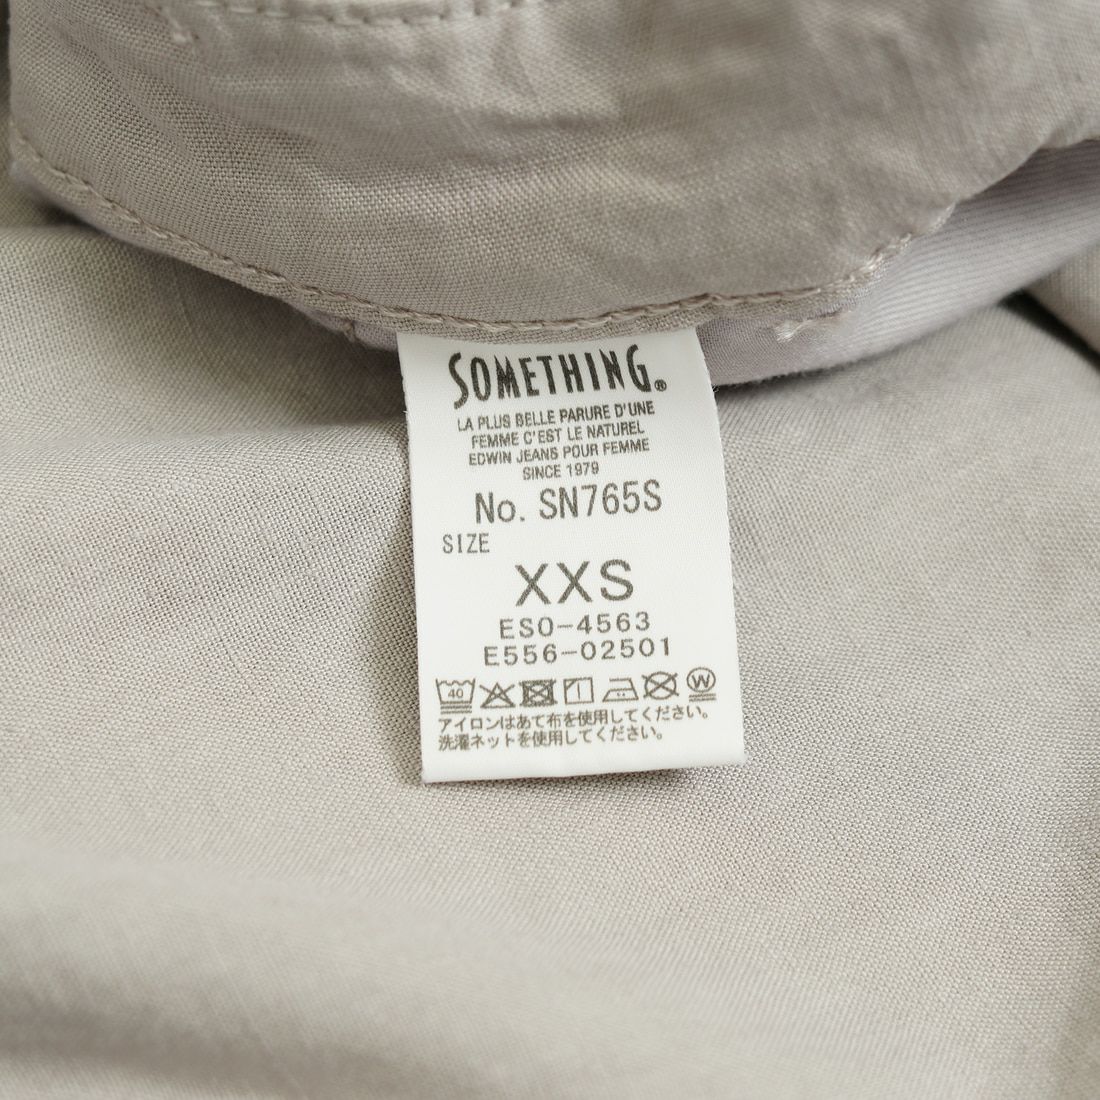 SOMETHING®
LA PLUS BELLE PARURE D'UNE
FEMME C'EST LE NATUREL
EDWIN JEANS POUR FEMME
SINCE 1979
No. SN765S
SIZE
XXS
ESO-4563
E556-02501
40 W
アイロンはあて布を使用してください。
洗濯ネットを使用してください。